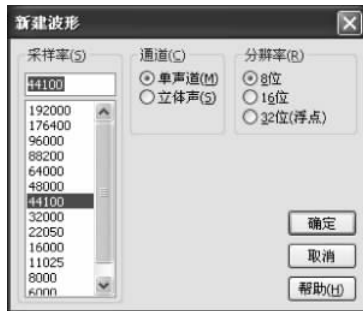 新建波形
采样率(S)
44100
192000
176400
96000
88200
64000
48000
44100
32000
22050
16000
11025
8000
6000
通道(C)
单声道(M)
立体声(S)
分辨率(R)
8位
16位
32位(浮点)
确定
取消
帮助(H)